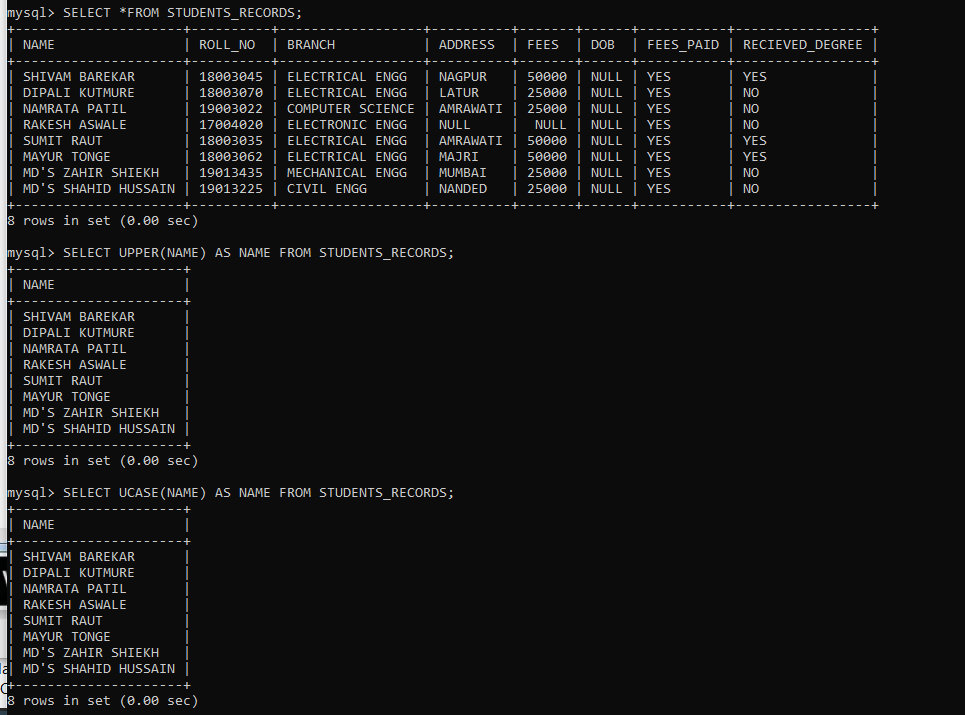 mysql> SELECT *FROM STUDENTS_RECORDS;
+---------------------+----------+------------------+----------+-------+------+-----------+-----------------+
| NAME                | ROLL_NO  | BRANCH           | ADDRESS  | FEES  | DOB  | FEES_PAID | RECIEVED_DEGREE |
+---------------------+----------+------------------+----------+-------+------+-----------+-----------------+
| SHIVAM BAREKAR      | 18003045 | ELECTRICAL ENGG  | NAGPUR   | 50000 | NULL | YES       | YES             |
| DIPALI KUTMURE      | 18003070 | ELECTRICAL ENGG  | LATUR    | 25000 | NULL | YES       | NO              |
| NAMRATA PATIL       | 19003022 | COMPUTER SCIENCE | AMRAWATI | 25000 | NULL | YES       | NO              |
| RAKESH ASWALE       | 17004020 | ELECTRONIC ENGG  | NULL     |  NULL | NULL | YES       | NO              |
| SUMIT RAUT          | 18003035 | ELECTRICAL ENGG  | AMRAWATI | 50000 | NULL | YES       | YES             |
| MAYUR TONGE         | 18003062 | ELECTRICAL ENGG  | MAJRI    | 50000 | NULL | YES       | YES             |
| MD'S ZAHIR SHIEKH   | 19013435 | MECHANICAL ENGG  | MUMBAI   | 25000 | NULL | YES       | NO              |
| MD'S SHAHID HUSSAIN | 19013225 | CIVIL ENGG       | NANDED   | 25000 | NULL | YES       | NO              |
+---------------------+----------+------------------+----------+-------+------+-----------+-----------------+
8 rows in set (0.00 sec)
mysql> SELECT UPPER(NAME) AS NAME FROM STUDENTS_RECORDS;
+---------------------+
| NAME                |
+---------------------+
| SHIVAM BAREKAR      |
| DIPALI KUTMURE      |
| NAMRATA PATIL       |
| RAKESH ASWALE       |
| SUMIT RAUT          |
| MAYUR TONGE         |
| MD'S ZAHIR SHIEKH   |
| MD'S SHAHID HUSSAIN |
+---------------------+
8 rows in set (0.00 sec)
mysql> SELECT UCASE(NAME) AS NAME FROM STUDENTS_RECORDS;
+---------------------+
| NAME                |
+---------------------+
| SHIVAM BAREKAR      |
| DIPALI KUTMURE      |
| NAMRATA PATIL       |
| RAKESH ASWALE       |
| SUMIT RAUT          |
| MAYUR TONGE         |
| MD'S ZAHIR SHIEKH   |
| MD'S SHAHID HUSSAIN |
+---------------------+
8 rows in set (0.00 sec)